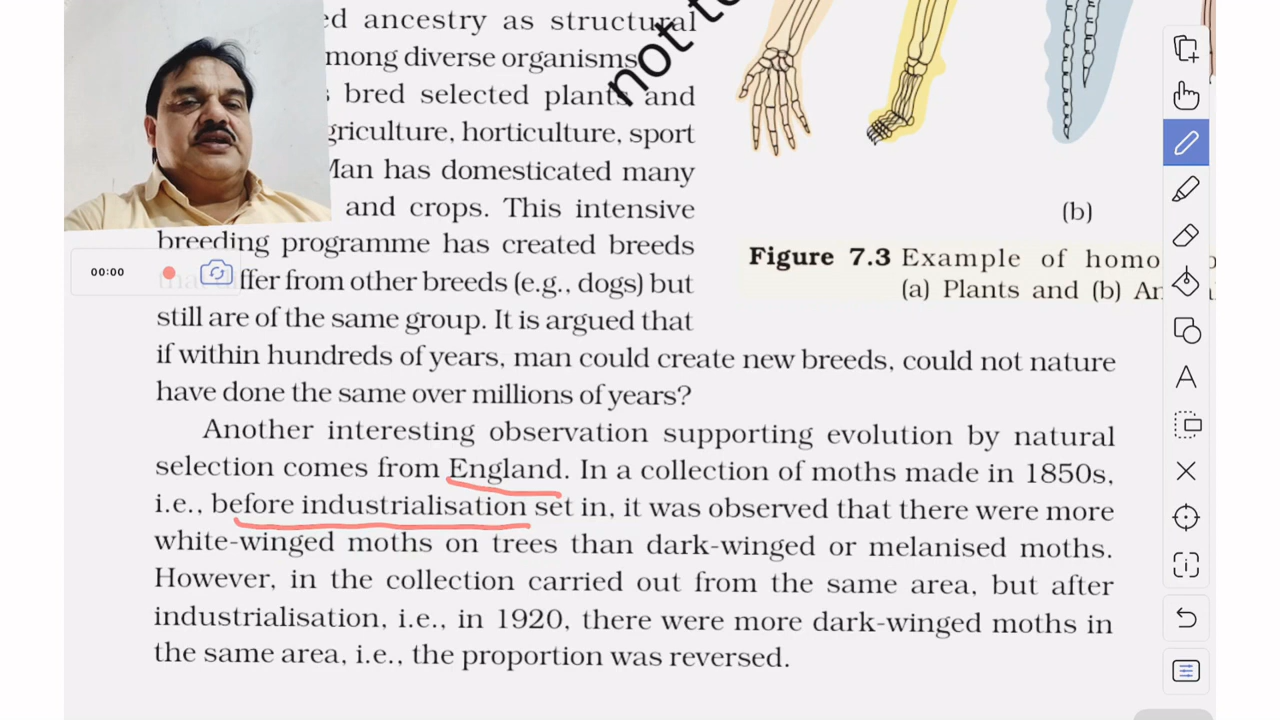 ed ancestry as structural
mong diverse organisms.
s bred selected plants and
griculture, horticulture, sport
Man has domesticated many
and crops. This intensive
breeding programme has created breeds
that differ from other breeds (e.g., dogs) but
still are of the same group. It is argued that
if within hundreds of years, man could create new breeds, could not nature
have done the same over millions of years?
Another interesting observation supporting evolution by natural
selection comes from England. In a collection of moths made in 1850s,
i.e., before industrialisation set in, it was observed that there were more
white-winged moths on trees than dark-winged or melanised moths.
However, in the collection carried out from the same area, but after
industrialisation, i.e., in 1920, there were more dark-winged moths in
the same area, i.e., the proportion was reversed.
not to
(b)
Figure 7.3 Example of homo
(a) Plants and (b) An
00:00
A